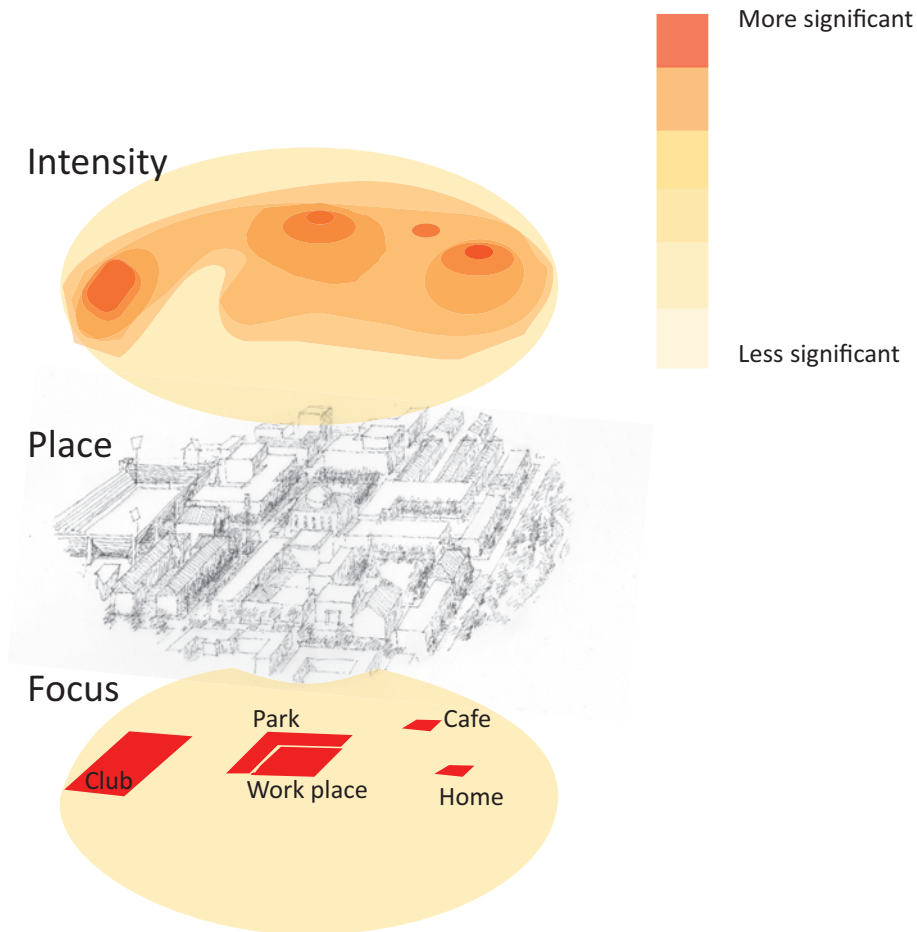 More significant
Intensity
Less significant
Place
Focus
Park
Cafe
Club
Work place
Home